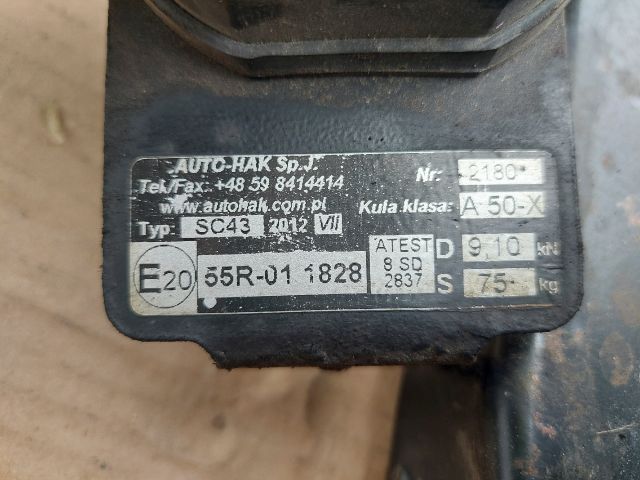 AUTO-HAK Sp.J.
Tel/Fax: +48 59 8414414
www.autohak.com.pl
Nr: 2180
Kula klasa: A 50-X
Typ: SC43 2012 VII
E20 55R-01 1828
ATEST
8 SD
2837
D 9,10 kN
S 75 kg